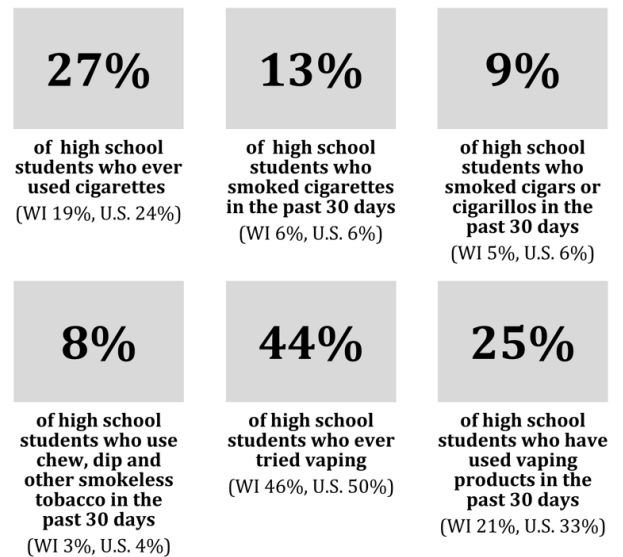 27%
of high school
students who ever
used cigarettes
(WI 19%, U.S. 24%)
13%
of high school
students who
smoked cigarettes
in the past 30 days
(WI 6%, U.S. 6%)
9%
of high school
students who
smoked cigars or
cigarillos in the
past 30 days
(WI 5%, U.S. 6%)
8%
of high school
students who use
chew, dip and
other smokeless
tobacco in the
past 30 days
(WI 3%, U.S. 4%)
44%
of high school
students who ever
tried vaping
(WI 46%, U.S. 50%)
25%
of high school
students who have
used vaping
products in the
past 30 days
(WI 21%, U.S. 33%)